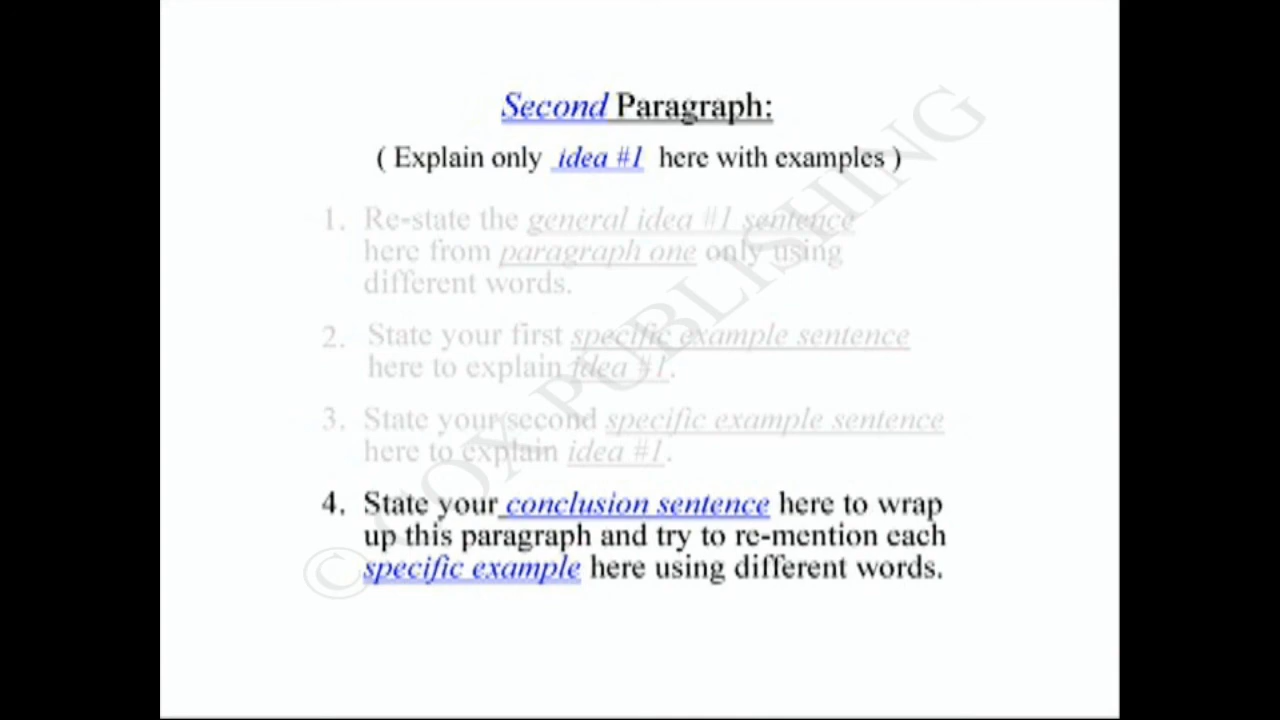 Second Paragraph:
( Explain only idea #1 here with examples )
1. Re-state the general idea #1 sentence
here from paragraph one only using
different words.
2. State your first specific example sentence
here to explain idea #1.
3. State your second specific example sentence
here to explain idea #1.
4. State your conclusion sentence here to wrap
up this paragraph and try to re-mention each
specific example here using different words.
© COX PUBLISHING